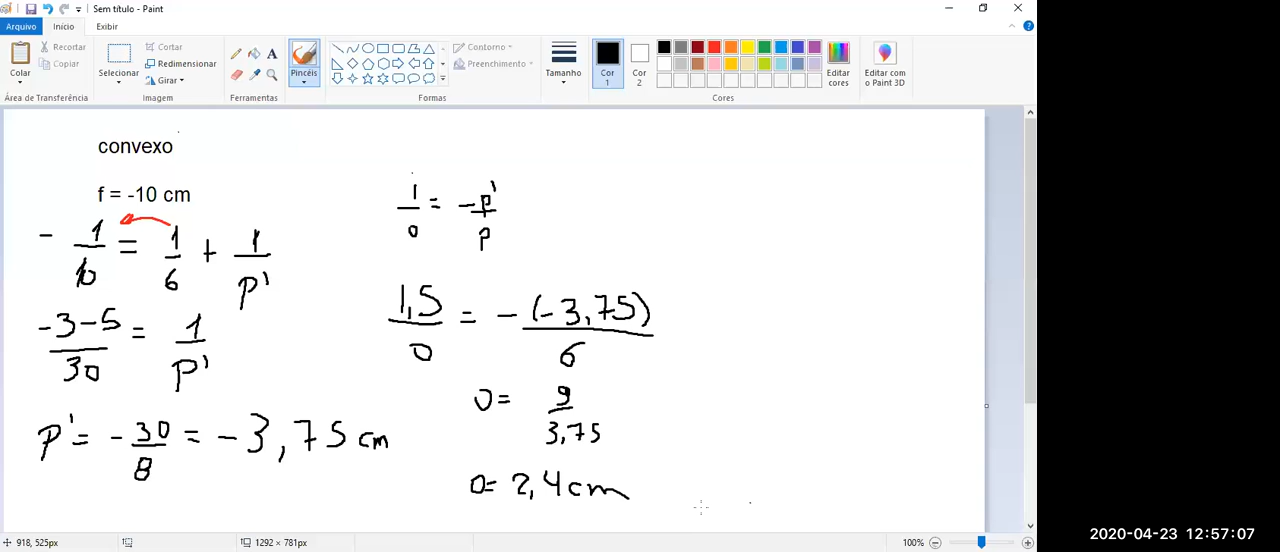 Sem título - Paint
Arquivo Início Exibir
Colar
Recortar
Copiar
Área de Transferência
Selecionar
Cortar
Redimensionar
Girar
Imagem
Ferramentas
Pincéis
Contorno
Preenchimento
Formas
Tamanho
Cor 1
Cor 2
Editar cores
Editar com o Paint 3D
Cores
convexo
f = -10 cm
- 1/10 = 1/6 + 1/p'
-3-5/30 = 1/p'
p' = -30/8 = -3,75 cm
1/o = -p'/p
1,5/o = -(-3,75)/6
o = 9/3,75
o = 2,4 cm
918, 525px
1292 × 781px
100%
2020-04-23 12:57:07